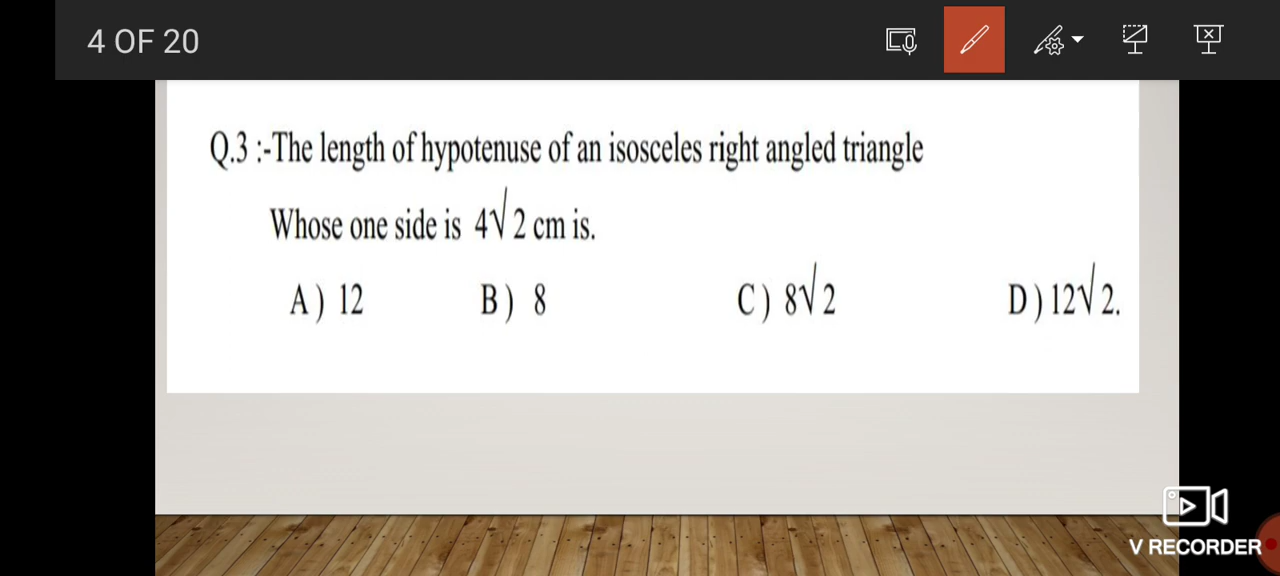 4 OF 20
Q.3 :-The length of hypotenuse of an isosceles right angled triangle
Whose one side is 4√2 cm is.
A) 12 B) 8 C) 8√2 D) 12√2.
V RECORDER